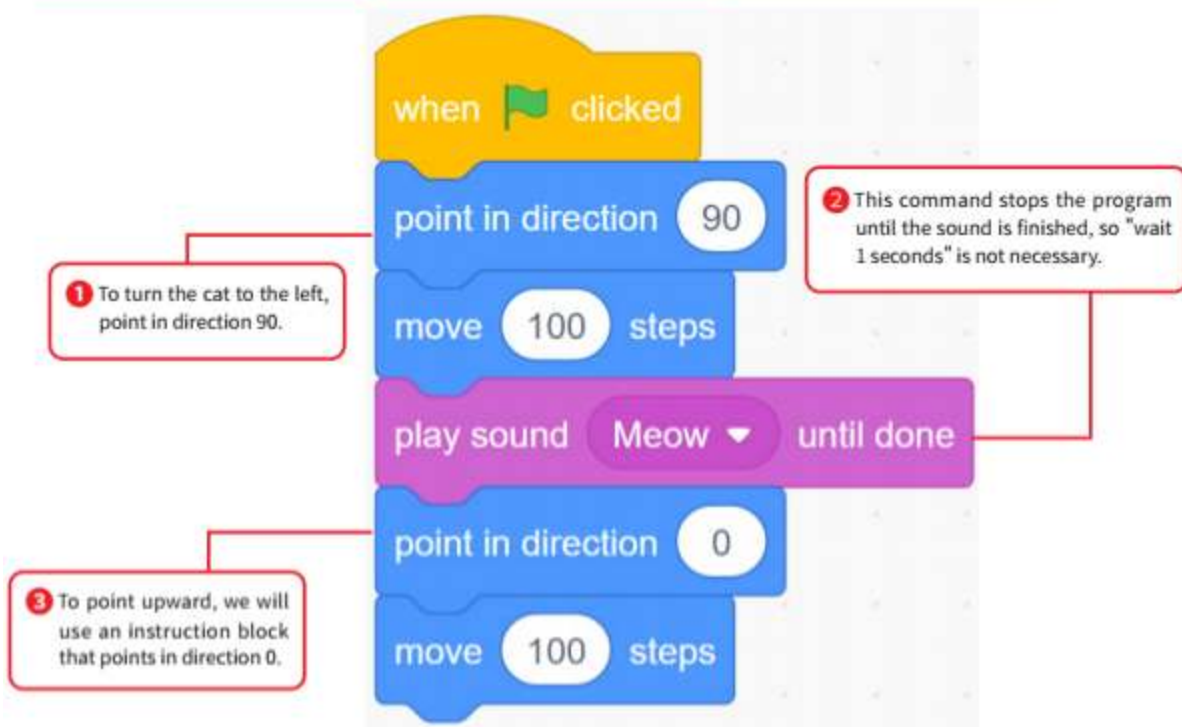 when clicked
point in direction 90
move 100 steps
play sound Meow until done
point in direction 0
move 100 steps
1 To turn the cat to the left,
point in direction 90.
2 This command stops the program
until the sound is finished, so "wait
1 seconds" is not necessary.
3 To point upward, we will
use an instruction block
that points in direction 0.